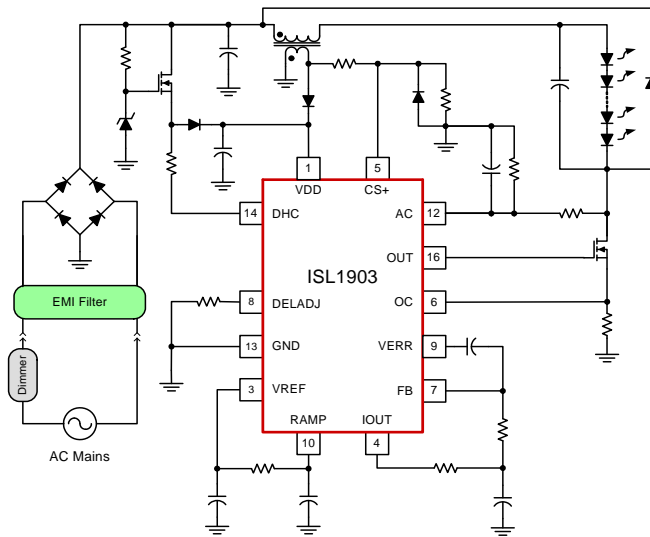 1
5
VDD
CS+
14
DHC
AC
12
OUT
16
ISL1903
EMI Filter
8
DELADJ
OC
6
13
GND
VERR
9
Dimmer
3
VREF
FB
7
RAMP
IOUT
10
4
AC Mains